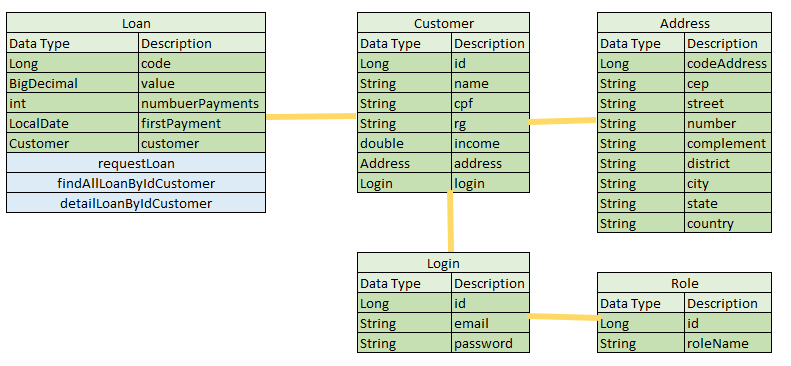 Loan
Data Type Description
Long code
BigDecimal value
int numbuerPayments
LocalDate firstPayment
Customer customer
requestLoan
findAllLoanByIdCustomer
detailLoanByIdCustomer
Customer
Data Type Description
Long id
String name
String cpf
String rg
double income
Address address
Login login
Address
Data Type Description
Long codeAddress
String cep
String street
String number
String complement
String district
String city
String state
String country
Login
Data Type Description
Long id
String email
String password
Role
Data Type Description
Long id
String roleName